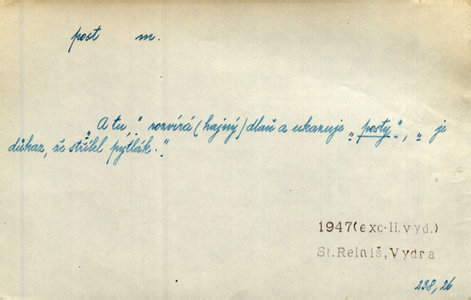 post m.
„A tu," rozvírá (hajný) dlaň a ukazuje „posty", „je
důkaz, že střílel pytlák."
1947(exc.II.vyd.)
St.Reiniš,Vydra
238, 26